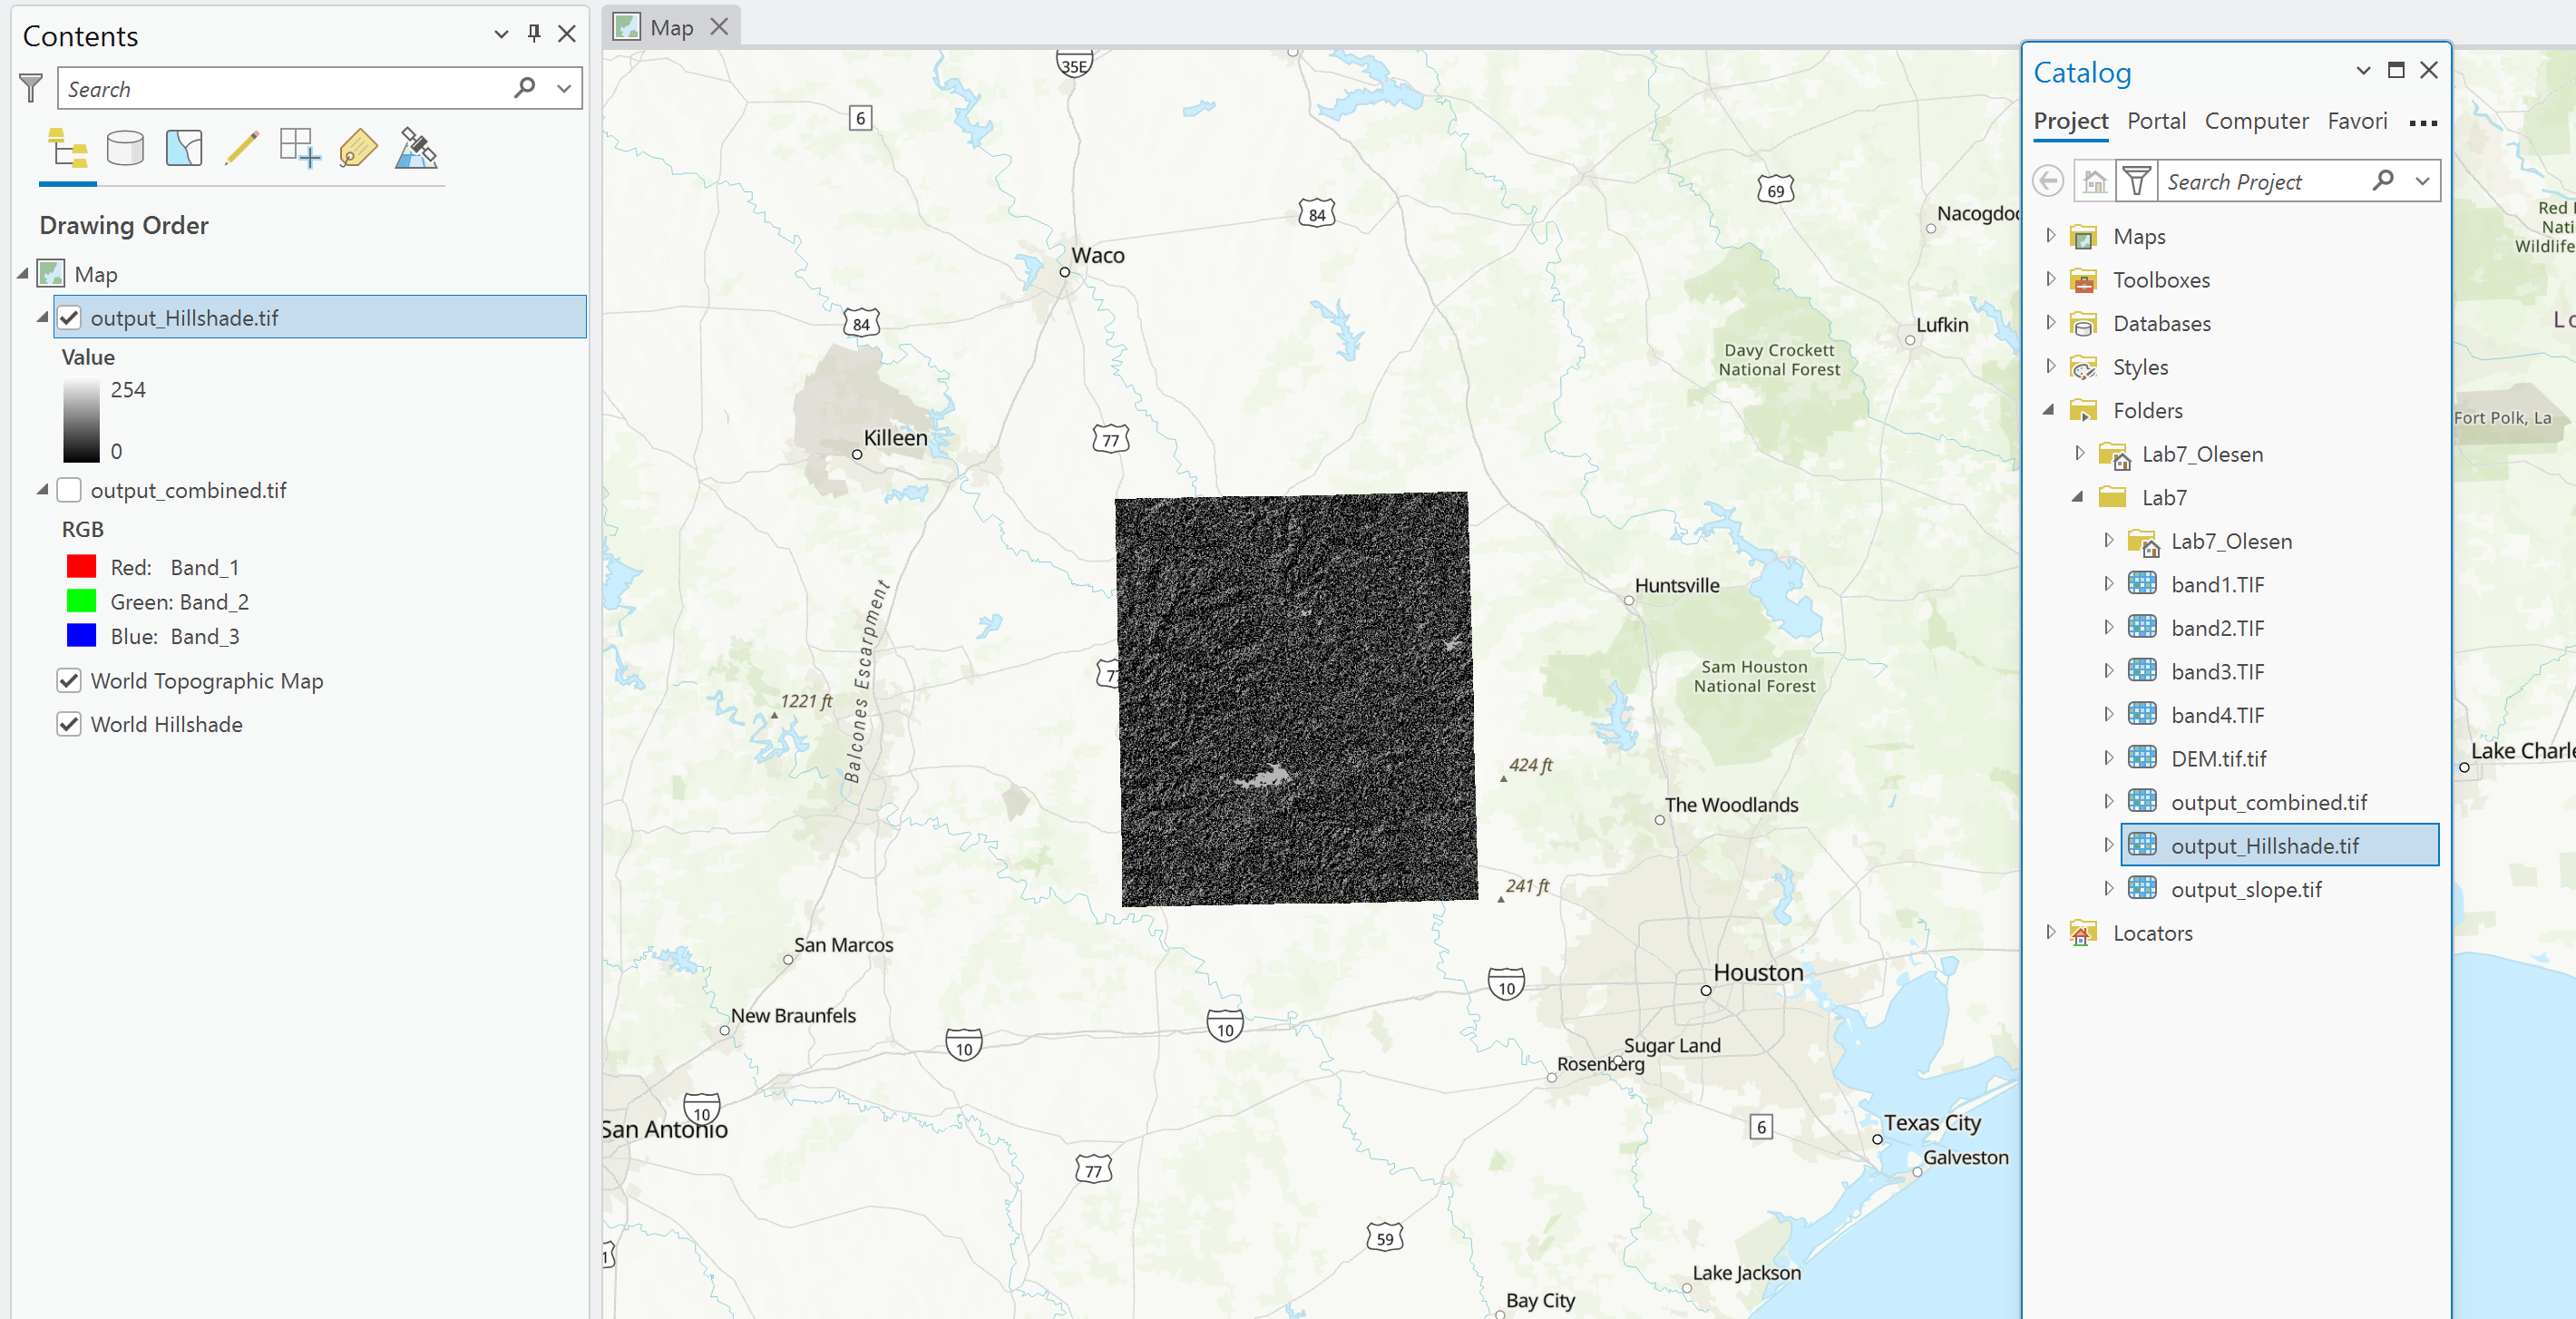 Contents
Search
Drawing Order
Map
output_Hillshade.tif
Value
254
0
output_combined.tif
RGB
Red: Band_1
Green: Band_2
Blue: Band_3
World Topographic Map
World Hillshade
Map
35E
6
84
69
Waco
84
Killeen
77
Davy Crockett
National Forest
Lufkin
Huntsville
77
Sam Houston
National Forest
1221 ft
Balcones Escarpment
424 ft
The Woodlands
241 ft
San Marcos
Houston
10
New Braunfels
10
10
Sugar Land
Rosenberg
10
San Antonio
6
Texas City
77
Galveston
59
Lake Jackson
Bay City
Catalog
Project Portal Computer Favori
Search Project
Maps
Toolboxes
Databases
Styles
Folders
Lab7_Olesen
Lab7
Lab7_Olesen
band1.TIF
band2.TIF
band3.TIF
band4.TIF
DEM.tif.tif
output_combined.tif
output_Hillshade.tif
output_slope.tif
Locators
Nacogdo
Red
Nati
Wildlife
Lo
Fort Polk, La
Lake Charle